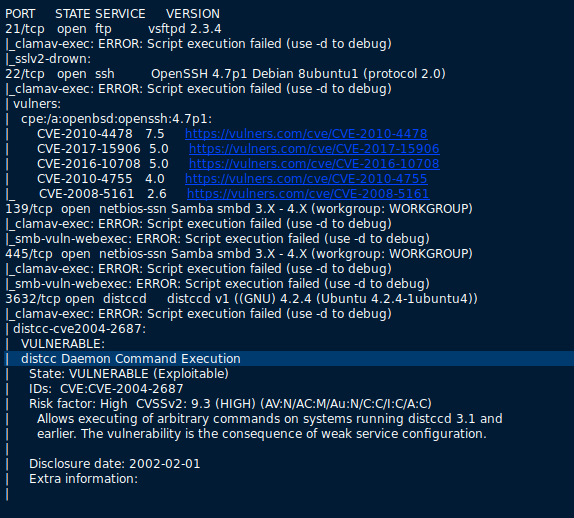 PORT STATE SERVICE VERSION
21/tcp open ftp vsftpd 2.3.4
|_clamav-exec: ERROR: Script execution failed (use -d to debug)
|_sslv2-drown:
22/tcp open ssh OpenSSH 4.7p1 Debian 8ubuntu1 (protocol 2.0)
|_clamav-exec: ERROR: Script execution failed (use -d to debug)
| vulners:
| cpe:/a:openbsd:openssh:4.7p1:
| CVE-2010-4478 7.5 https://vulners.com/cve/CVE-2010-4478
| CVE-2017-15906 5.0 https://vulners.com/cve/CVE-2017-15906
| CVE-2016-10708 5.0 https://vulners.com/cve/CVE-2016-10708
| CVE-2010-4755 4.0 https://vulners.com/cve/CVE-2010-4755
|_ CVE-2008-5161 2.6 https://vulners.com/cve/CVE-2008-5161
139/tcp open netbios-ssn Samba smbd 3.X - 4.X (workgroup: WORKGROUP)
|_clamav-exec: ERROR: Script execution failed (use -d to debug)
|_smb-vuln-webexec: ERROR: Script execution failed (use -d to debug)
445/tcp open netbios-ssn Samba smbd 3.X - 4.X (workgroup: WORKGROUP)
|_clamav-exec: ERROR: Script execution failed (use -d to debug)
|_smb-vuln-webexec: ERROR: Script execution failed (use -d to debug)
3632/tcp open distccd distccd v1 ((GNU) 4.2.4 (Ubuntu 4.2.4-1ubuntu4))
|_clamav-exec: ERROR: Script execution failed (use -d to debug)
| distcc-cve2004-2687:
| VULNERABLE:
| distcc Daemon Command Execution
| State: VULNERABLE (Exploitable)
| IDs: CVE:CVE-2004-2687
| Risk factor: High CVSSv2: 9.3 (HIGH) (AV:N/AC:M/Au:N/C:C/I:C/A:C)
| Allows executing of arbitrary commands on systems running distccd 3.1 and
| earlier. The vulnerability is the consequence of weak service configuration.
|
| Disclosure date: 2002-02-01
| Extra information:
|